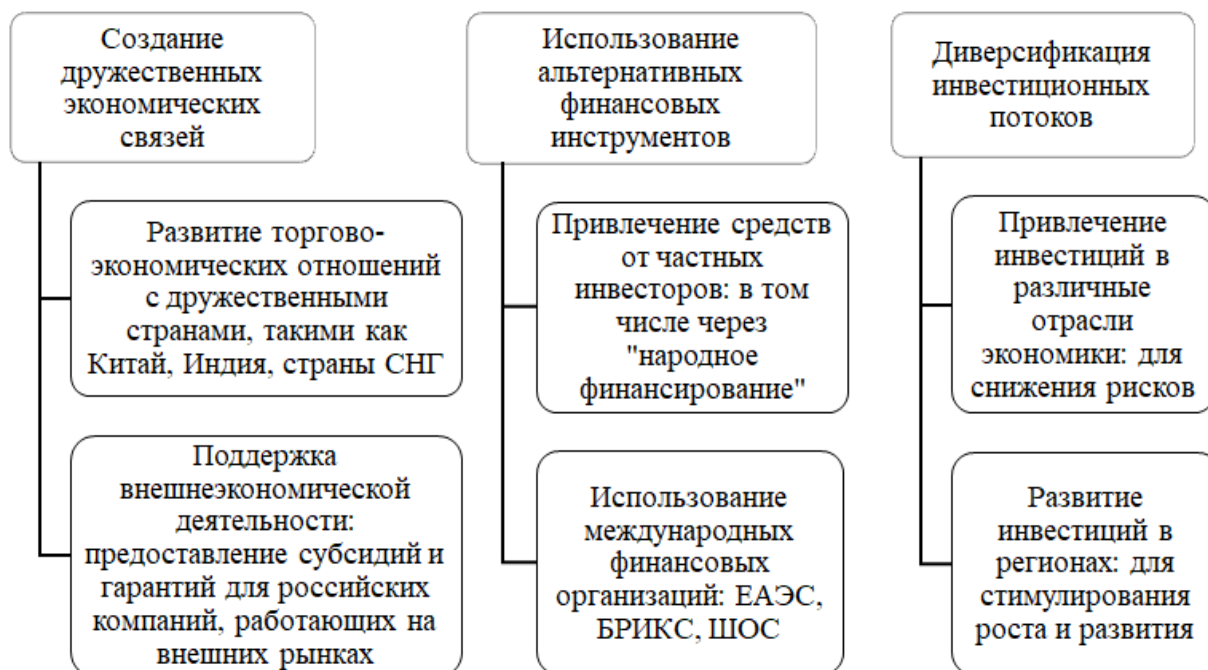 Создание
дружественных
экономических
связей
Развитие торгово-
экономических отношений
с дружественными
странами, такими как
Китай, Индия, страны СНГ
Поддержка
внешнеэкономической
деятельности:
предоставление субсидий и
гарантий для российских
компаний, работающих на
внешних рынках
Использование
альтернативных
финансовых
инструментов
Привлечение средств
от частных
инвесторов: в том
числе через
"народное
финансирование"
Использование
международных
финансовых
организаций: ЕАЭС,
БРИКС, ШОС
Диверсификация
инвестиционных
потоков
Привлечение
инвестиций в
различные
отрасли
экономики: для
снижения рисков
Развитие
инвестиций в
регионах: для
стимулирования
роста и развития